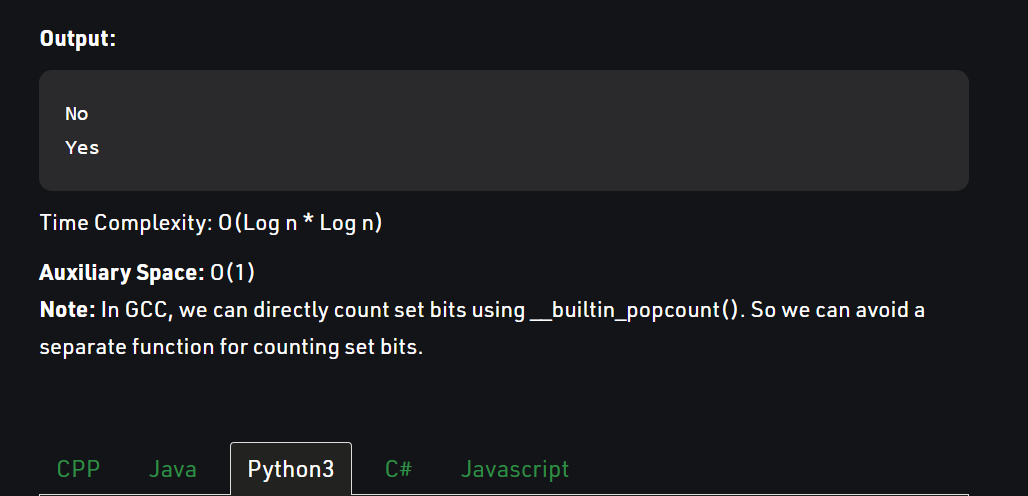 Output:
No
Yes
Time Complexity: O(Log n * Log n)
Auxiliary Space: O(1)
Note: In GCC, we can directly count set bits using __builtin_popcount(). So we can avoid a
separate function for counting set bits.
CPP Java Python3 C# Javascript